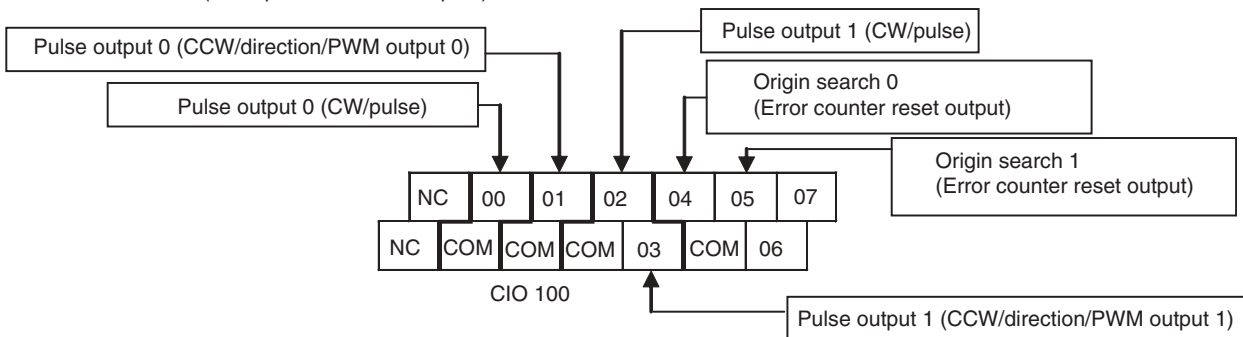 Pulse output 0 (CCW/direction/PWM output 0)
Pulse output 1 (CW/pulse)
Pulse output 0 (CW/pulse)
Origin search 0
(Error counter reset output)
Origin search 1
(Error counter reset output)
NC 00 01 02 04 05 07
NC COM COM COM 03 COM 06
CIO 100
Pulse output 1 (CCW/direction/PWM output 1)